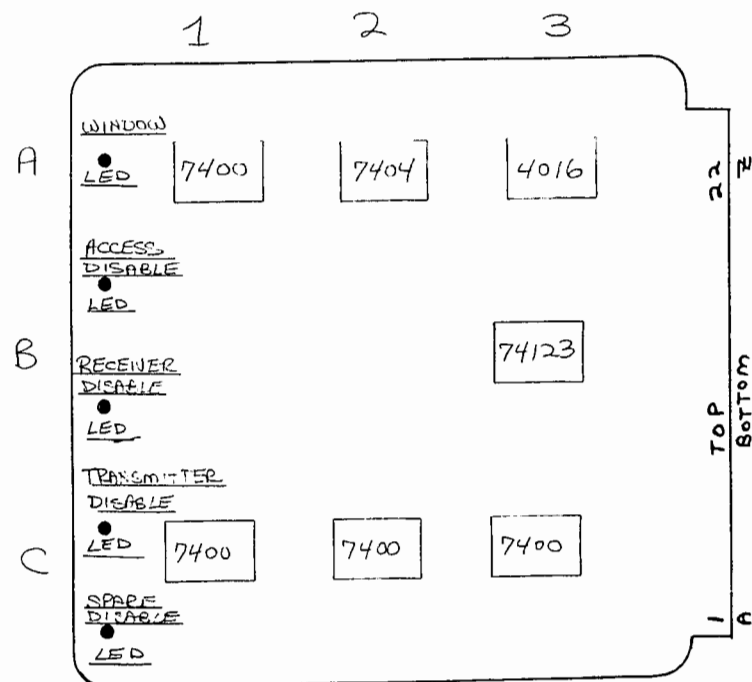 1 2 3
A
WINDOW
LED
7400 7404 4016
ACCESS
DISABLE
LED
B
RECEIVER
DISABLE
LED
74123
TRANSMITTER
DISABLE
LED
C
7400 7400 7400
SPARE
DISABLE
LED
22
Z
TOP
BOTTOM
1
A